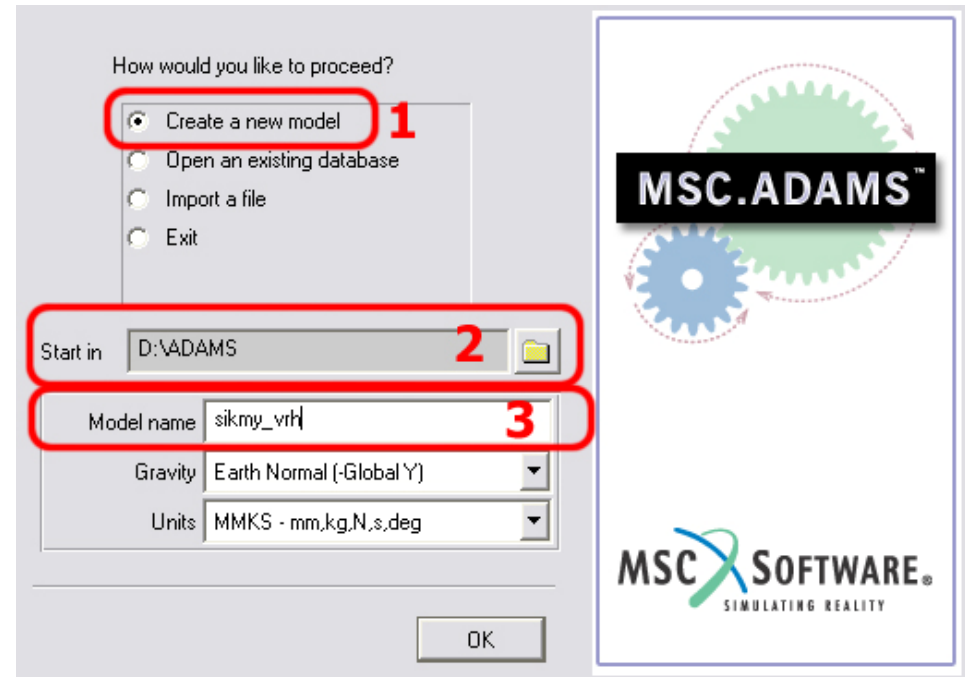 How would you like to proceed?
Create a new model 1
Open an existing database
Import a file
Exit
Start in D:\ADAMS 2
Model name sikmy_vrh 3
Gravity Earth Normal (-Global Y)
Units MMKS - mm,kg,N,s,deg
OK
MSC.ADAMS™
MSC SOFTWARE®
SIMULATING REALITY